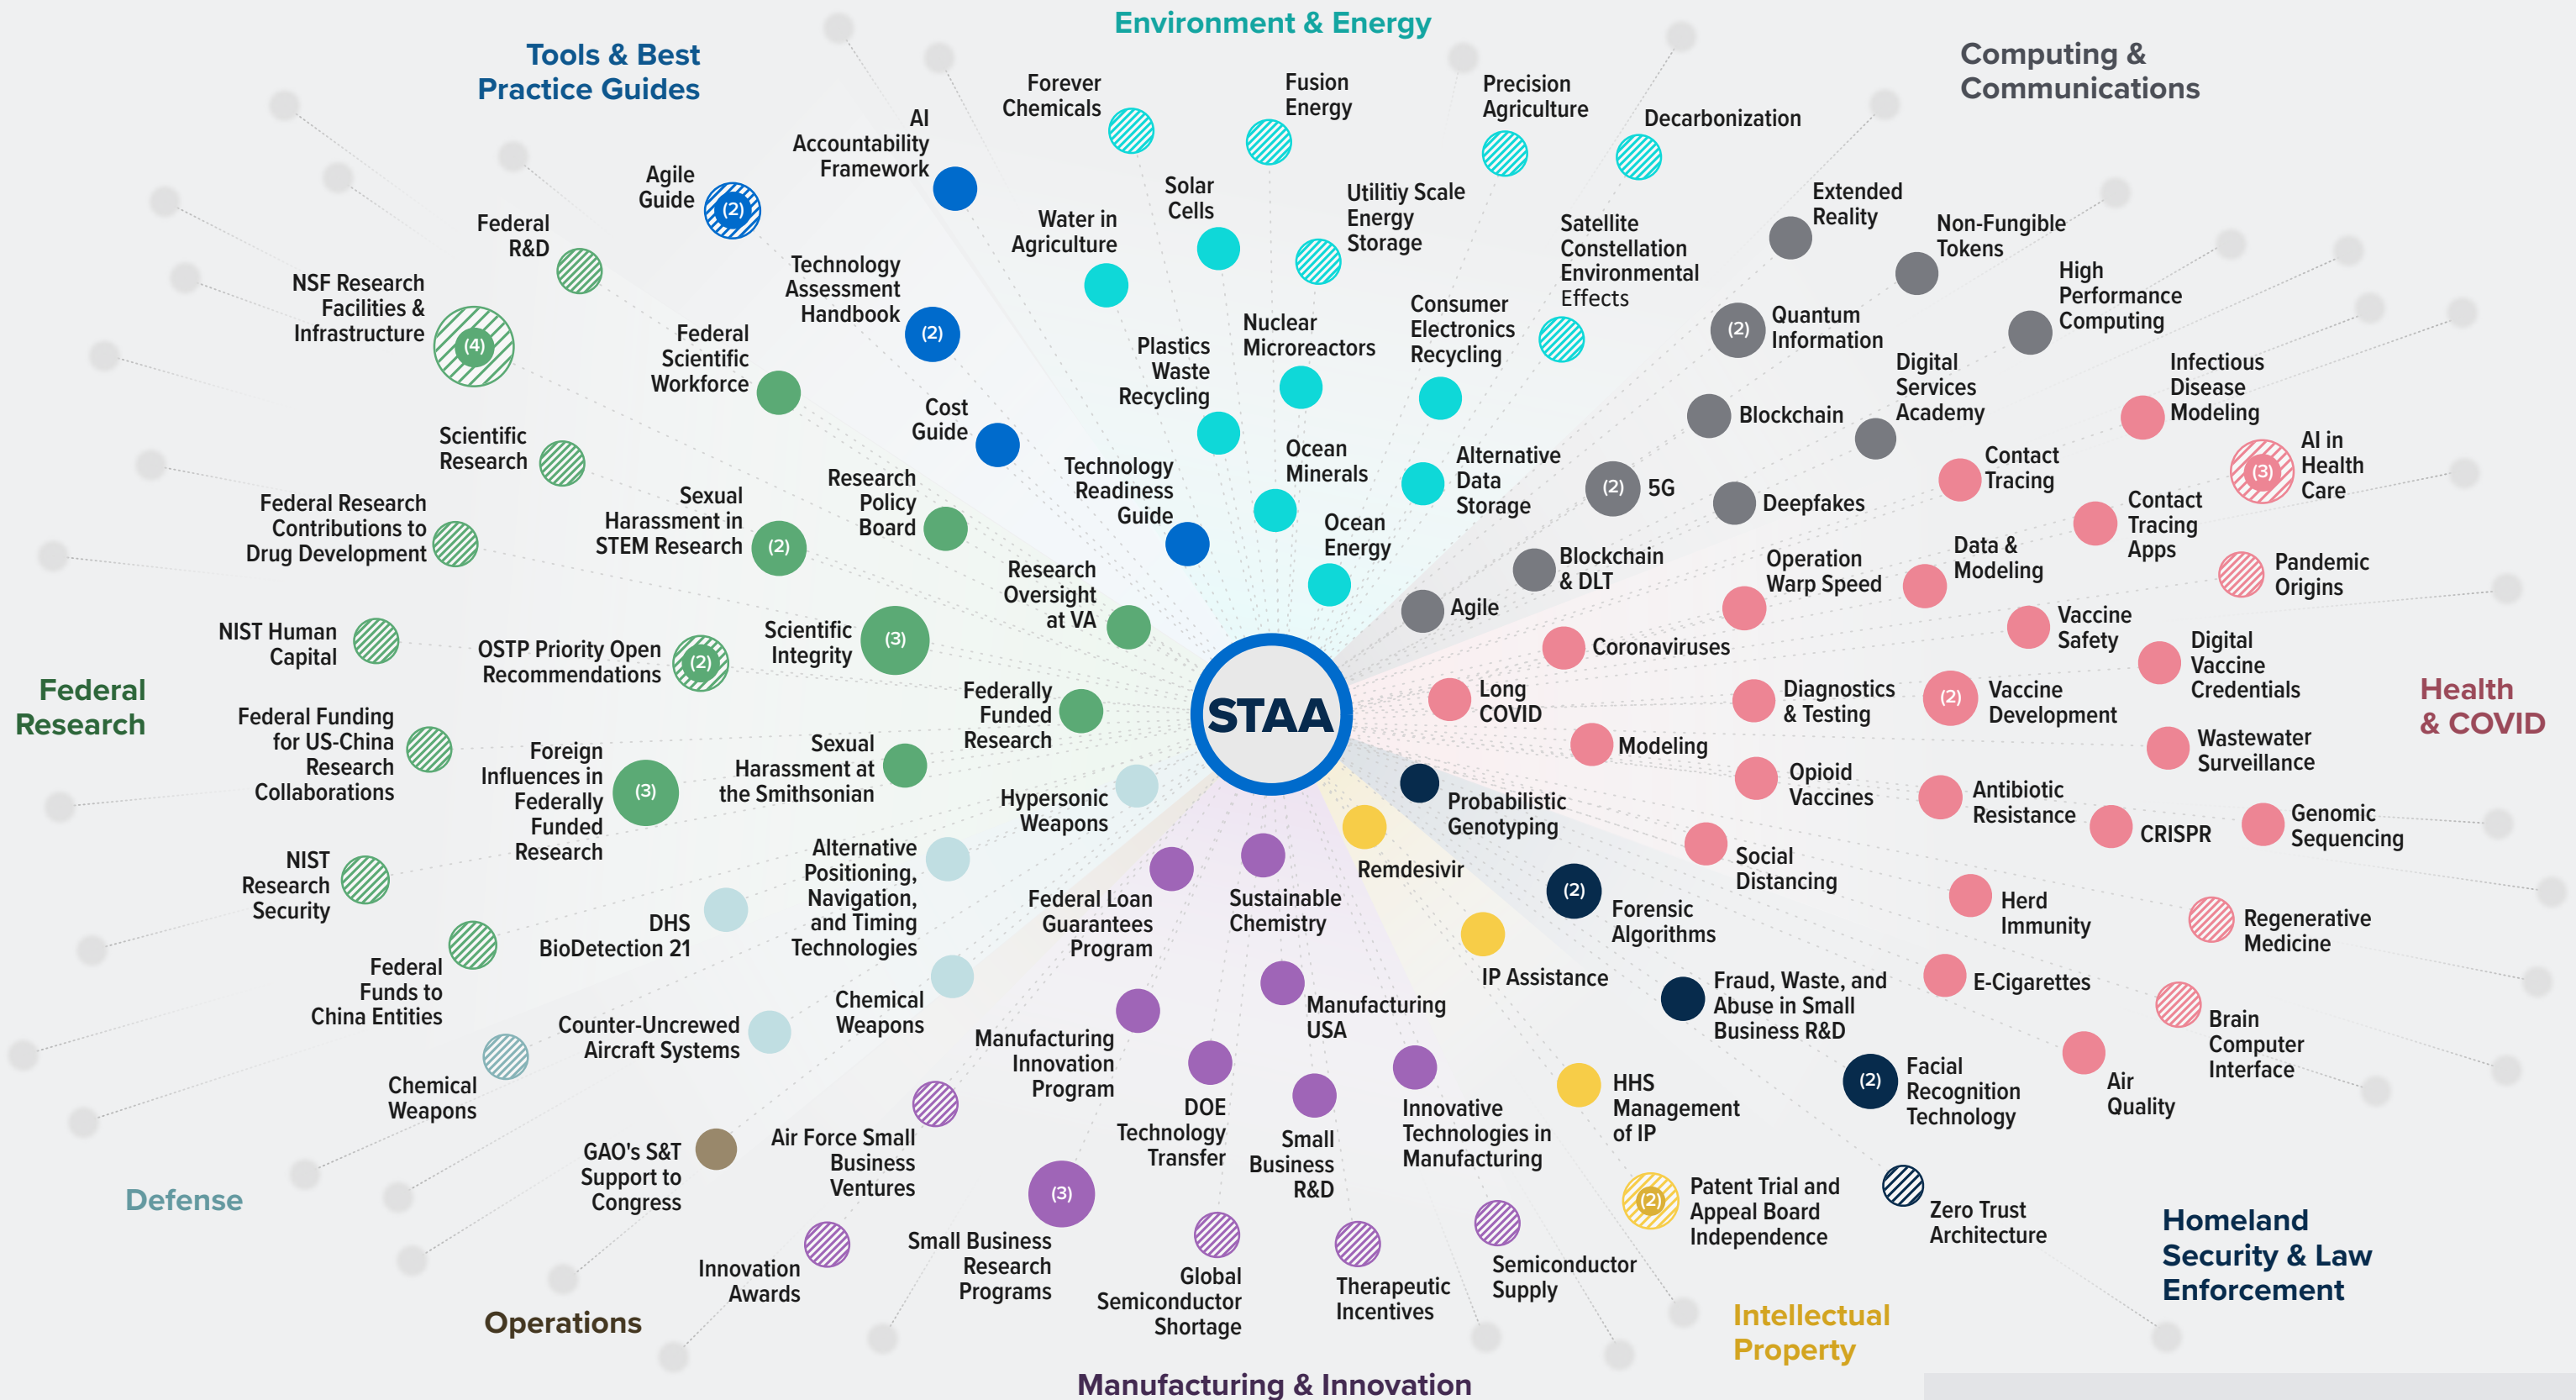 Environment & Energy
Tools & Best
Practice Guides
Computing &
Communications
Forever
Chemicals
Fusion
Energy
Precision
Agriculture
Decarbonization
AI
Accountability
Framework
Agile
Guide
(2)
Federal
R&D
Water in
Agriculture
Solar
Cells
Utilitiy Scale
Energy
Storage
Satellite
Constellation
Environmental
Effects
Extended
Reality
Non-Fungible
Tokens
High
Performance
Computing
NSF Research
Facilities &
Infrastructure
(4)
Technology
Assessment
Handbook
(2)
Federal
Scientific
Workforce
Plastics
Waste
Recycling
Nuclear
Microreactors
Consumer
Electronics
Recycling
(2)
Quantum
Information
Digital
Services
Academy
Infectious
Disease
Modeling
Cost
Guide
Blockchain
Scientific
Research
Technology
Readiness
Guide
Ocean
Minerals
Alternative
Data
Storage
(2)
5G
Deepfakes
Contact
Tracing
(3)
AI in
Health
Care
Research
Policy
Board
Sexual
Harassment in
STEM Research
(2)
Federal Research
Contributions to
Drug Development
Ocean
Energy
Blockchain
& DLT
Operation
Warp Speed
Data &
Modeling
Contact
Tracing
Apps
Pandemic
Origins
Research
Oversight
at VA
Agile
NIST Human
Capital
OSTP Priority Open
Recommendations
(2)
Scientific
Integrity
(3)
Coronaviruses
Vaccine
Safety
Digital
Vaccine
Credentials
Federal
Research
Federally
Funded
Research
STAA
Long
COVID
Diagnostics
& Testing
(2)
Vaccine
Development
Health
& COVID
Federal Funding
for US-China
Research
Collaborations
Foreign
Influences in
Federally
Funded
Research
(3)
Sexual
Harassment at
the Smithsonian
Modeling
Wastewater
Surveillance
Hypersonic
Weapons
Probabilistic
Genotyping
Opioid
Vaccines
Antibiotic
Resistance
CRISPR
Genomic
Sequencing
NIST
Research
Security
Alternative
Positioning,
Navigation,
and Timing
Technologies
Remdesivir
Social
Distancing
DHS
BioDetection 21
Federal Loan
Guarantees
Program
Sustainable
Chemistry
(2)
Forensic
Algorithms
Herd
Immunity
Regenerative
Medicine
Federal
Funds to
China Entities
IP Assistance
Chemical
Weapons
Manufacturing
USA
Fraud, Waste, and
Abuse in Small
Business R&D
E-Cigarettes
Brain
Computer
Interface
Counter-Uncrewed
Aircraft Systems
Manufacturing
Innovation
Program
Chemical
Weapons
DOE
Technology
Transfer
Small
Business
R&D
Innovative
Technologies in
Manufacturing
HHS
Management
of IP
(2)
Facial
Recognition
Technology
Air
Quality
GAO's S&T
Support to
Congress
Air Force Small
Business
Ventures
Defense
(3)
Small Business
Research
Programs
(2)
Patent Trial and
Appeal Board
Independence
Zero Trust
Architecture
Homeland
Security & Law
Enforcement
Innovation
Awards
Global
Semiconductor
Shortage
Therapeutic
Incentives
Semiconductor
Supply
Operations
Intellectual
Property
Manufacturing & Innovation